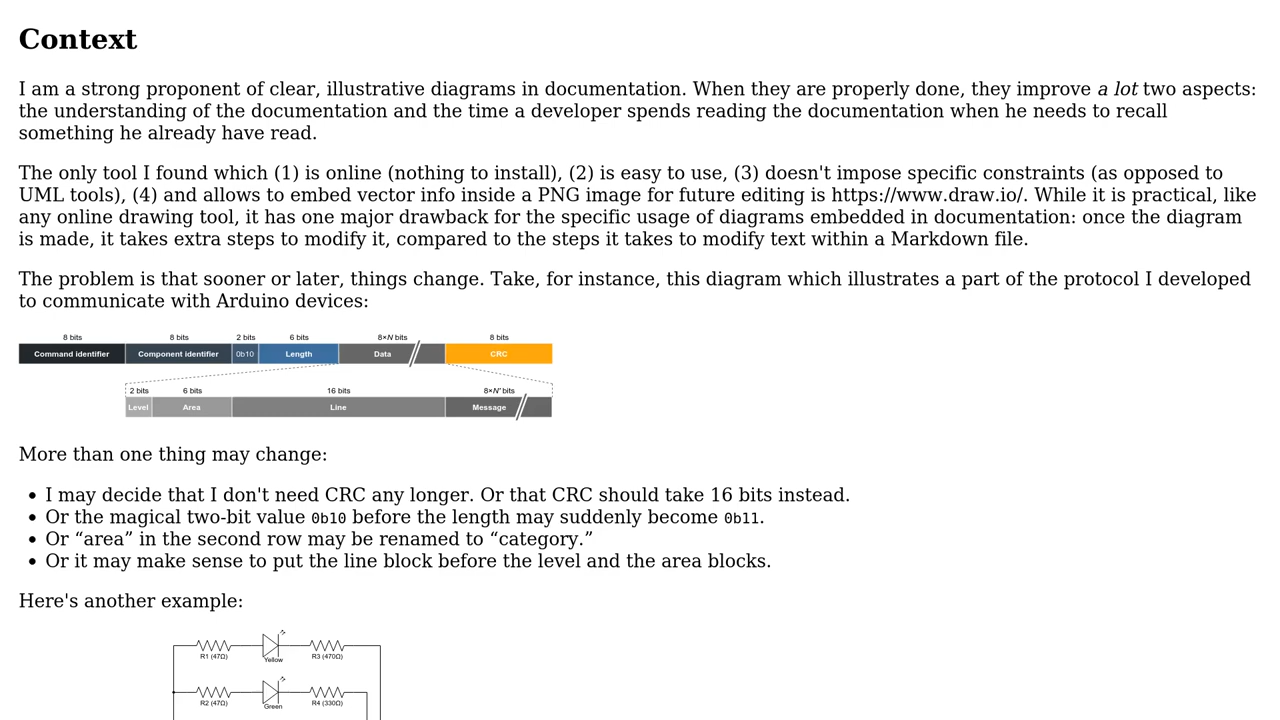 Context
I am a strong proponent of clear, illustrative diagrams in documentation. When they are properly done, they improve a lot two aspects:
the understanding of the documentation and the time a developer spends reading the documentation when he needs to recall
something he already have read.
The only tool I found which (1) is online (nothing to install), (2) is easy to use, (3) doesn't impose specific constraints (as opposed to
UML tools), (4) and allows to embed vector info inside a PNG image for future editing is https://www.draw.io/. While it is practical, like
any online drawing tool, it has one major drawback for the specific usage of diagrams embedded in documentation: once the diagram
is made, it takes extra steps to modify it, compared to the steps it takes to modify text within a Markdown file.
The problem is that sooner or later, things change. Take, for instance, this diagram which illustrates a part of the protocol I developed
to communicate with Arduino devices:
8 bits 8 bits 2 bits 6 bits 8×N bits 8 bits
Command identifier Component identifier 0b10 Length Data CRC
2 bits 6 bits 16 bits 8×N' bits
Level Area Line Message
More than one thing may change:
• I may decide that I don't need CRC any longer. Or that CRC should take 16 bits instead.
• Or the magical two-bit value 0b10 before the length may suddenly become 0b11.
• Or “area” in the second row may be renamed to “category.”
• Or it may make sense to put the line block before the level and the area blocks.
Here's another example:
R1 (47Ω) Yellow R3 (470Ω)
R2 (47Ω) Green R4 (330Ω)